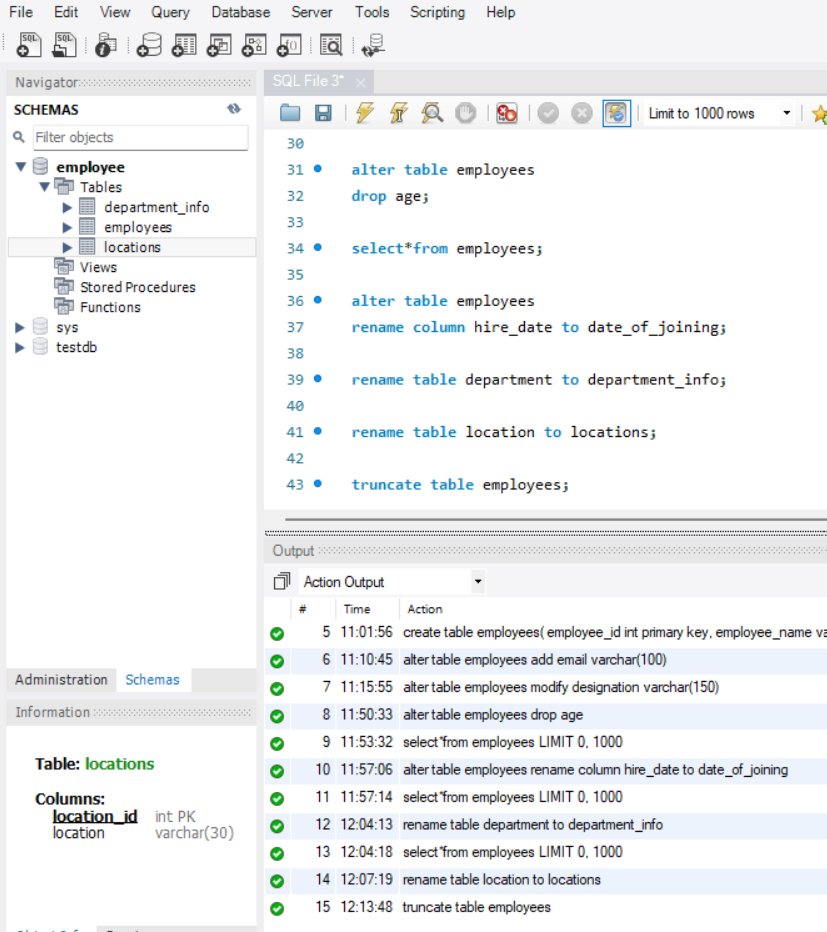 File Edit View Query Database Server Tools Scripting Help
SQL SQL
Navigator
SQL File 3* ×
SCHEMAS
Limit to 1000 rows
Filter objects
employee
Tables
department_info
employees
locations
Views
Stored Procedures
Functions
sys
testdb
30
31 alter table employees
32 drop age;
33
34 select*from employees;
35
36 alter table employees
37 rename column hire_date to date_of_joining;
38
39 rename table department to department_info;
40
41 rename table location to locations;
42
43 truncate table employees;
Output
Action Output
# Time Action
5 11:01:56 create table employees( employee_id int primary key, employee_name va
6 11:10:45 alter table employees add email varchar(100)
7 11:15:55 alter table employees modify designation varchar(150)
8 11:50:33 alter table employees drop age
9 11:53:32 select*from employees LIMIT 0, 1000
10 11:57:06 alter table employees rename column hire_date to date_of_joining
11 11:57:14 select*from employees LIMIT 0, 1000
12 12:04:13 rename table department to department_info
13 12:04:18 select*from employees LIMIT 0, 1000
14 12:07:19 rename table location to locations
15 12:13:48 truncate table employees
Administration Schemas
Information
Table: locations
Columns:
location_id int PK
location varchar(30)